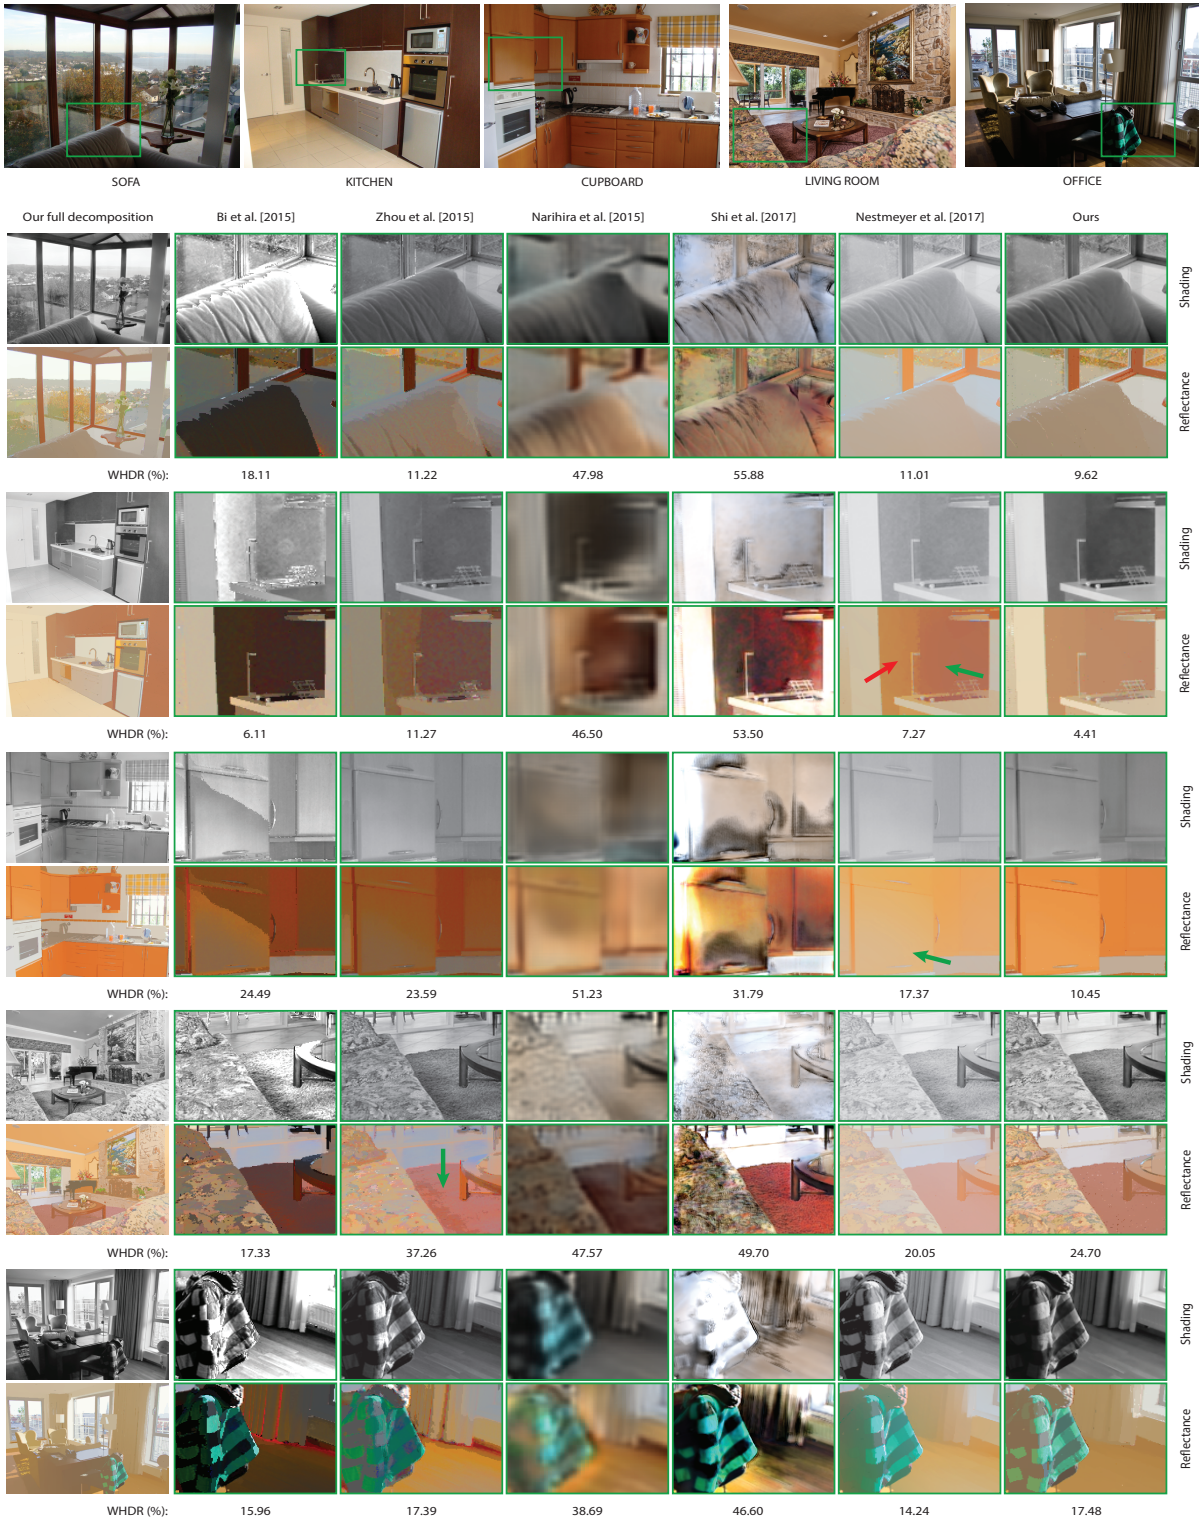 SOFA KITCHEN CUPBOARD LIVING ROOM OFFICE
Our full decomposition Bi et al. [2015] Zhou et al. [2015] Narihira et al. [2015] Shi et al. [2017] Nestmeyer et al. [2017] Ours
Shading
Reflectance
WHDR (%): 18.11 11.22 47.98 55.88 11.01 9.62
Shading
Reflectance
WHDR (%): 6.11 11.27 46.50 53.50 7.27 4.41
Shading
Reflectance
WHDR (%): 24.49 23.59 51.23 31.79 17.37 10.45
Shading
Reflectance
WHDR (%): 17.33 37.26 47.57 49.70 20.05 24.70
Shading
Reflectance
WHDR (%): 15.96 17.39 38.69 46.60 14.24 17.48